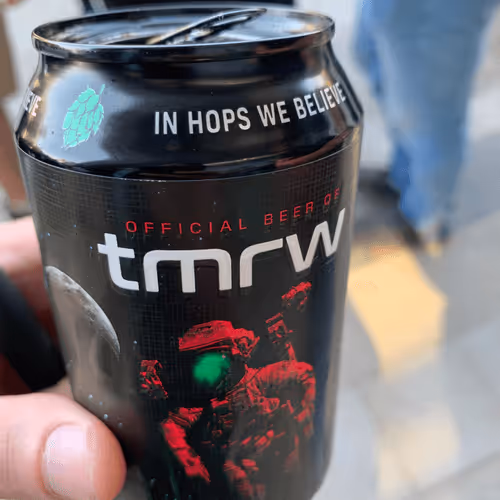 IN HOPS WE BELIEVE
OFFICIAL BEER OF
tmrw